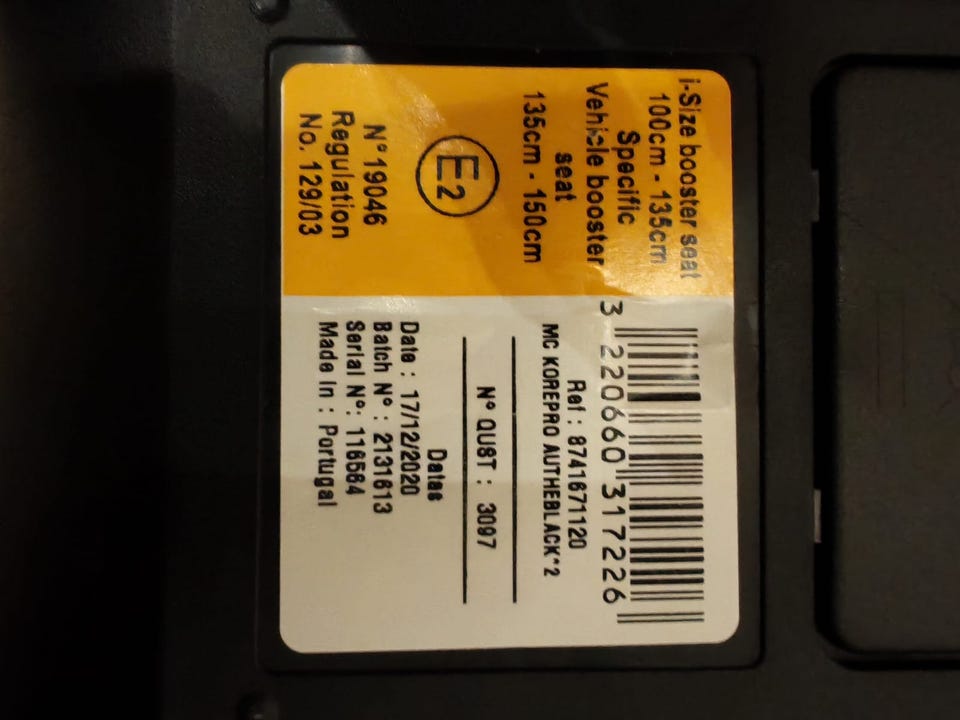 i-Size booster seat
100cm - 135cm
Specific
Vehicle booster
seat
135cm - 150cm
E2
N° 19046
Regulation
No. 129/03
3 220660 317226
Ref : 8741671120
MC KOREPRO AUTHEBLACK^2
N° QUST : 3097
Datas
Date : 17/12/2020
Batch N° : 2131613
Serial N° : 116584
Made In : Portugal